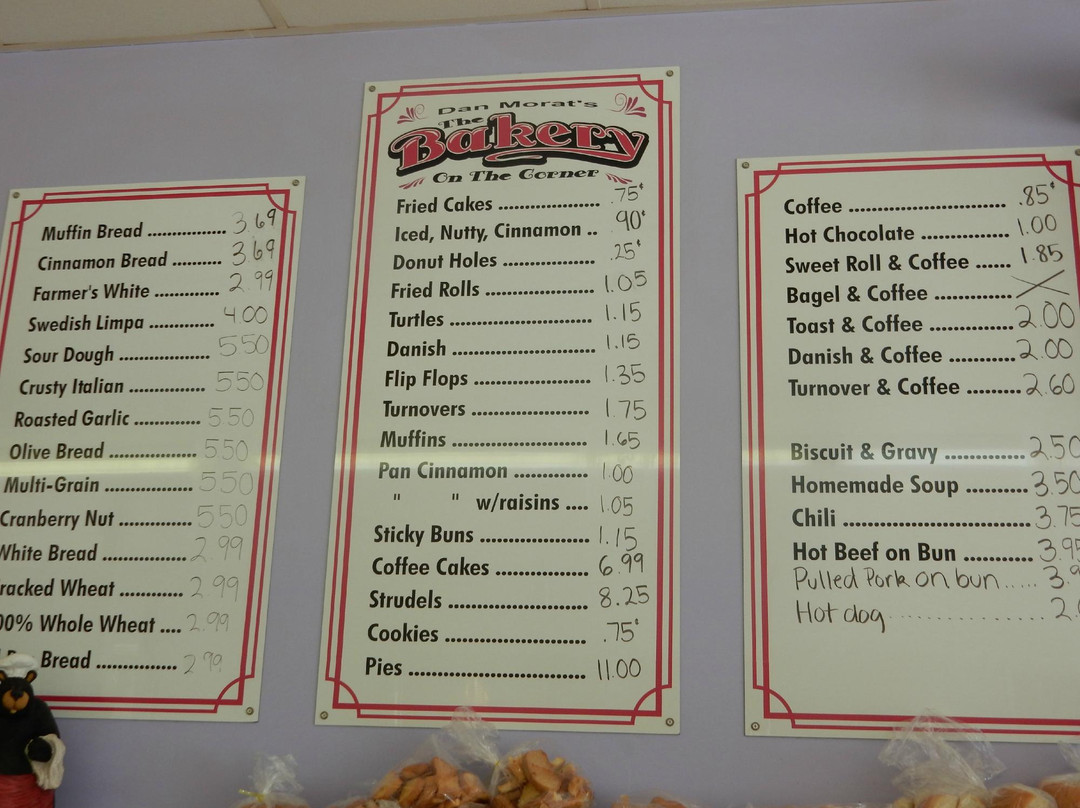 Muffin Bread ............... 3.69
Cinnamon Bread .......... 3.69
Farmer's White ............. 2.99
Swedish Limpa ............. 4.00
Sour Dough .................. 5.50
Crusty Italian ............... 5.50
Roasted Garlic .............. 5.50
Olive Bread .................. 5.50
Multi-Grain .................. 5.50
Cranberry Nut .............. 5.50
White Bread ................. 2.99
racked Wheat ............. 2.99
00% Whole Wheat .... 2.99
Bread ................ 2.99
Dan Morat's
The
Bakery
On The Corner
Fried Cakes .................... .75¢
Iced, Nutty, Cinnamon .. .90¢
Donut Holes .................. .25¢
Fried Rolls ..................... 1.05
Turtles ........................... 1.15
Danish ........................... 1.15
Flip Flops ....................... 1.35
Turnovers ....................... 1.75
Muffins .......................... 1.65
Pan Cinnamon .............. 1.00
" " w/raisins .... 1.05
Sticky Buns ..................... 1.15
Coffee Cakes .................. 6.99
Strudels .......................... 8.25
Cookies ........................... .75¢
Pies .................................. 11.00
Coffee ............................ .85¢
Hot Chocolate ................ 1.00
Sweet Roll & Coffee ...... 1.85
Bagel & Coffee ..............
Toast & Coffee ............... 2.00
Danish & Coffee ............ 2.00
Turnover & Coffee ......... 2.60
Biscuit & Gravy .............. 2.50
Homemade Soup .......... 3.50
Chili ................................ 3.75
Hot Beef on Bun ............ 3.95
Pulled Pork on bun ..... 3.9
Hot dog ................ 2.